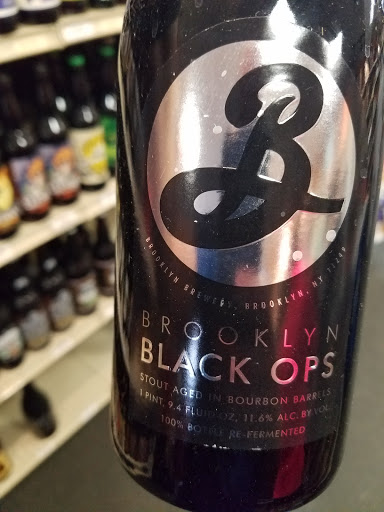 B
BROOKLYN BREWERY, BROOKLYN, NY 11249
BROOKLYN
BLACK OPS
STOUT AGED IN BOURBON BARRELS
1 PINT, 9.4 FLUID OZ, 11.6% ALC. BY VOL.
100% BOTTLE RE-FERMENTED